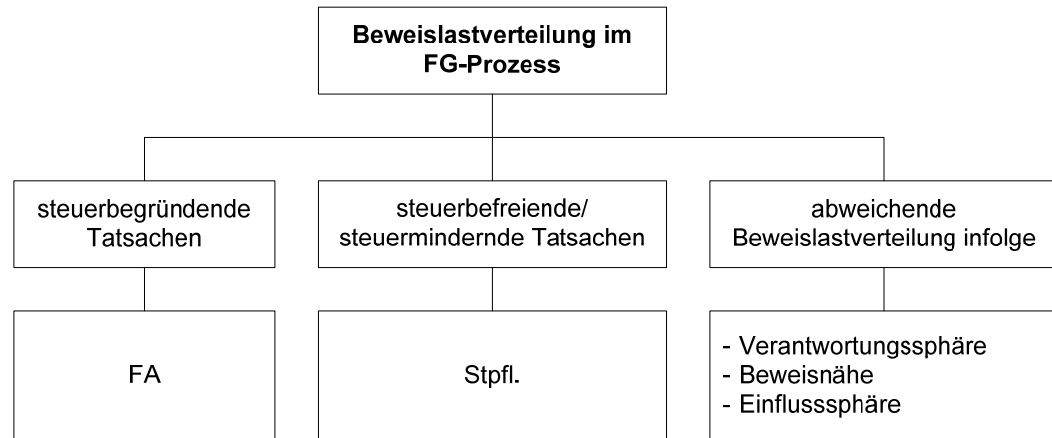 Beweislastverteilung im
FG-Prozess
steuerbegründende
Tatsachen
steuerbefreiende/
steuermindernde Tatsachen
abweichende
Beweislastverteilung infolge
FA
Stpfl.
- Verantwortungssphäre
- Beweisnähe
- Einflusssphäre